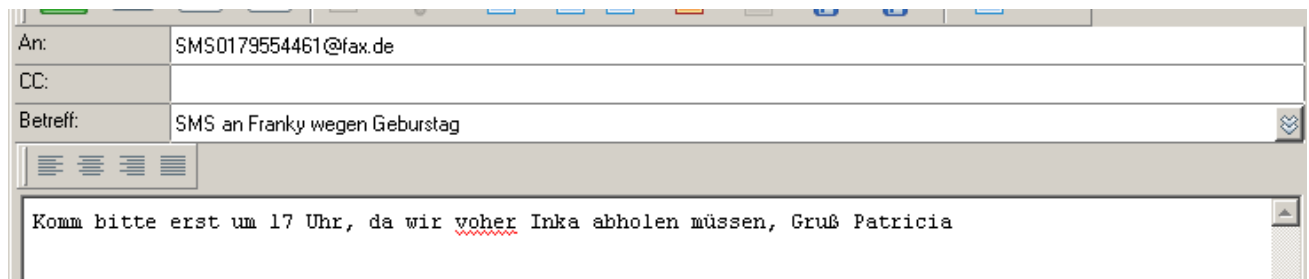 An: SMS0179554461@fax.de
CC:
Betreff: SMS an Franky wegen Geburstag
Komm bitte erst um 17 Uhr, da wir voher Inka abholen müssen, Gruß Patricia